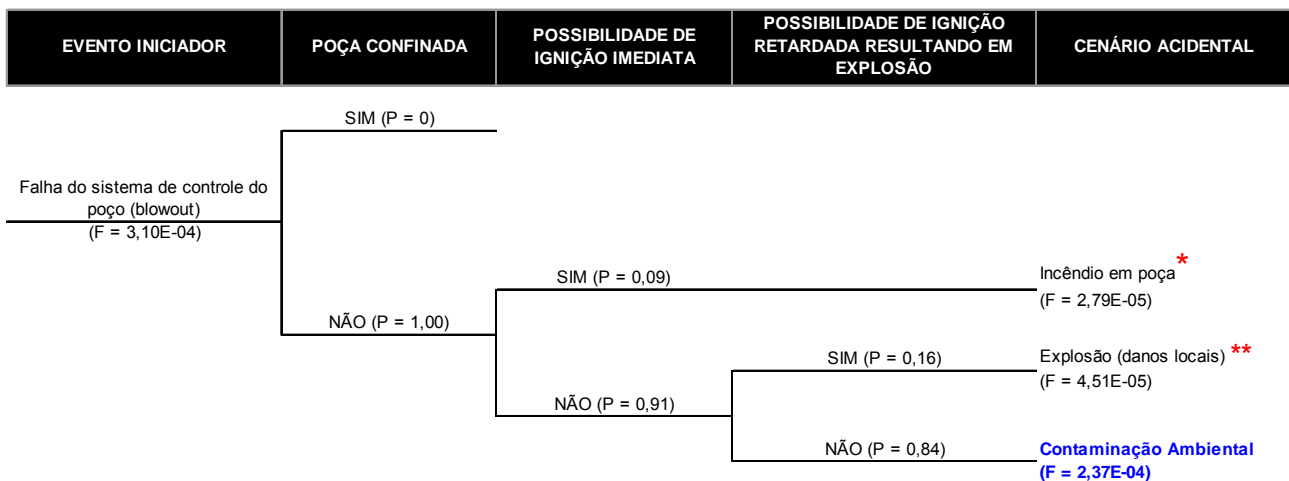 EVENTO INICIADOR
POÇA CONFINADA
POSSIBILIDADE DE
IGNIÇÃO IMEDIATA
POSSIBILIDADE DE IGNIÇÃO
RETARDADA RESULTANDO EM
EXPLOSÃO
CENÁRIO ACIDENTAL
SIM (P = 0)
Falha do sistema de controle do
poço (blowout)
(F = 3,10E-04)
SIM (P = 0,09)
Incêndio em poça *
(F = 2,79E-05)
NÃO (P = 1,00)
SIM (P = 0,16)
Explosão (danos locais) **
(F = 4,51E-05)
NÃO (P = 0,91)
NÃO (P = 0,84)
Contaminação Ambiental
(F = 2,37E-04)